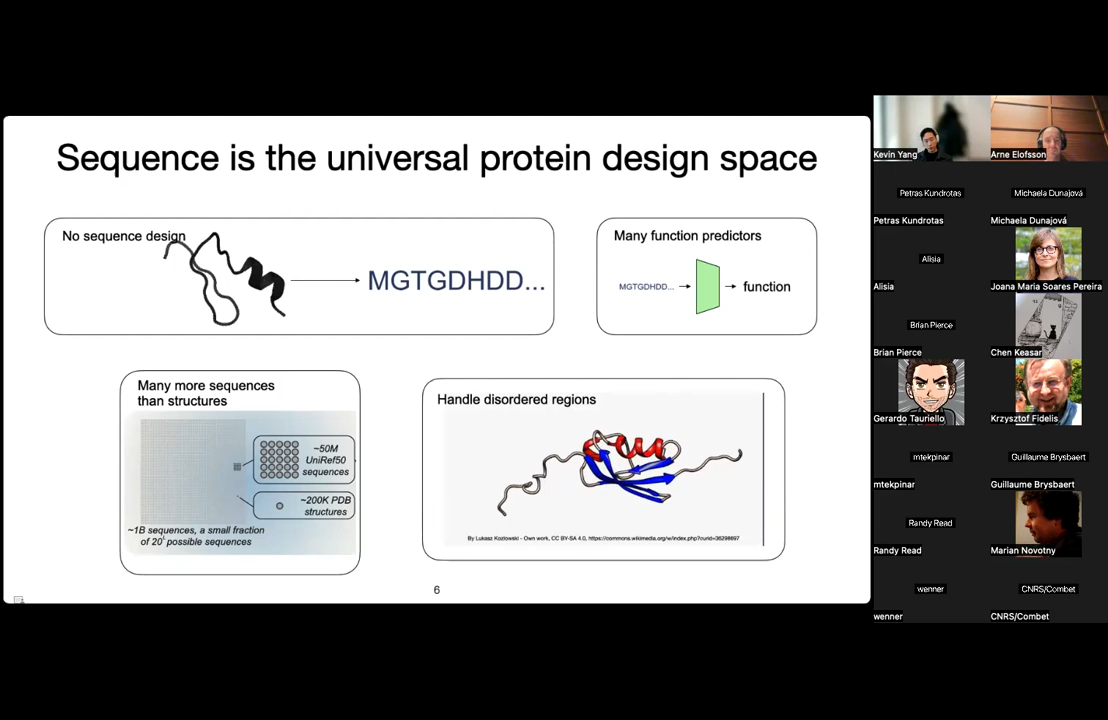 Sequence is the universal protein design space
No sequence design
MGTGDHDD...
Many function predictors
MGTGDHDD...
function
Many more sequences
than structures
~50M
UniRef50
sequences
~200K PDB
structures
~1B sequences, a small fraction
of 20^L possible sequences
Handle disordered regions
By Lukasz Kozlowski - Own work, CC BY-SA 4.0, https://commons.wikimedia.org/w/index.php?curid=36298697
6
Kevin Yang
Arne Elofsson
Petras Kundrotas
Michaela Dunajová
Petras Kundrotas
Michaela Dunajová
Alisia
Alisia
Joana Maria Soares Pereira
Brian Pierce
Brian Pierce
Chen Keasar
Gerardo Tauriello
Krzysztof Fidelis
mtekpinar
Guillaume Brysbaert
mtekpinar
Guillaume Brysbaert
Randy Read
Randy Read
Marian Novotny
wenner
CNRS/Combet
wenner
CNRS/Combet